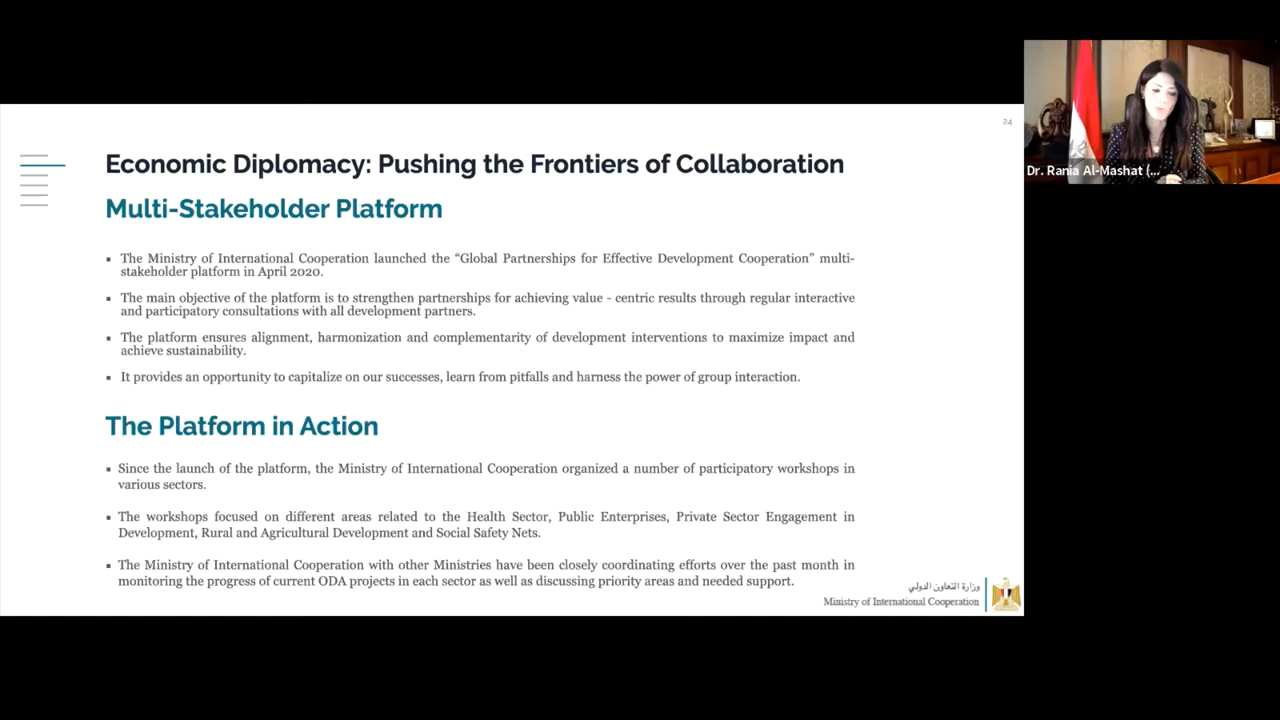 24
Dr. Rania Al-Mashat (...
Economic Diplomacy: Pushing the Frontiers of Collaboration
Multi-Stakeholder Platform
▪ The Ministry of International Cooperation launched the “Global Partnerships for Effective Development Cooperation” multi-
stakeholder platform in April 2020.
▪ The main objective of the platform is to strengthen partnerships for achieving value - centric results through regular interactive
and participatory consultations with all development partners.
▪ The platform ensures alignment, harmonization and complementarity of development interventions to maximize impact and
achieve sustainability.
▪ It provides an opportunity to capitalize on our successes, learn from pitfalls and harness the power of group interaction.
The Platform in Action
▪ Since the launch of the platform, the Ministry of International Cooperation organized a number of participatory workshops in
various sectors.
▪ The workshops focused on different areas related to the Health Sector, Public Enterprises, Private Sector Engagement in
Development, Rural and Agricultural Development and Social Safety Nets.
▪ The Ministry of International Cooperation with other Ministries have been closely coordinating efforts over the past month in
monitoring the progress of current ODA projects in each sector as well as discussing priority areas and needed support.
وزارة التعاون الدولي
Ministry of International Cooperation